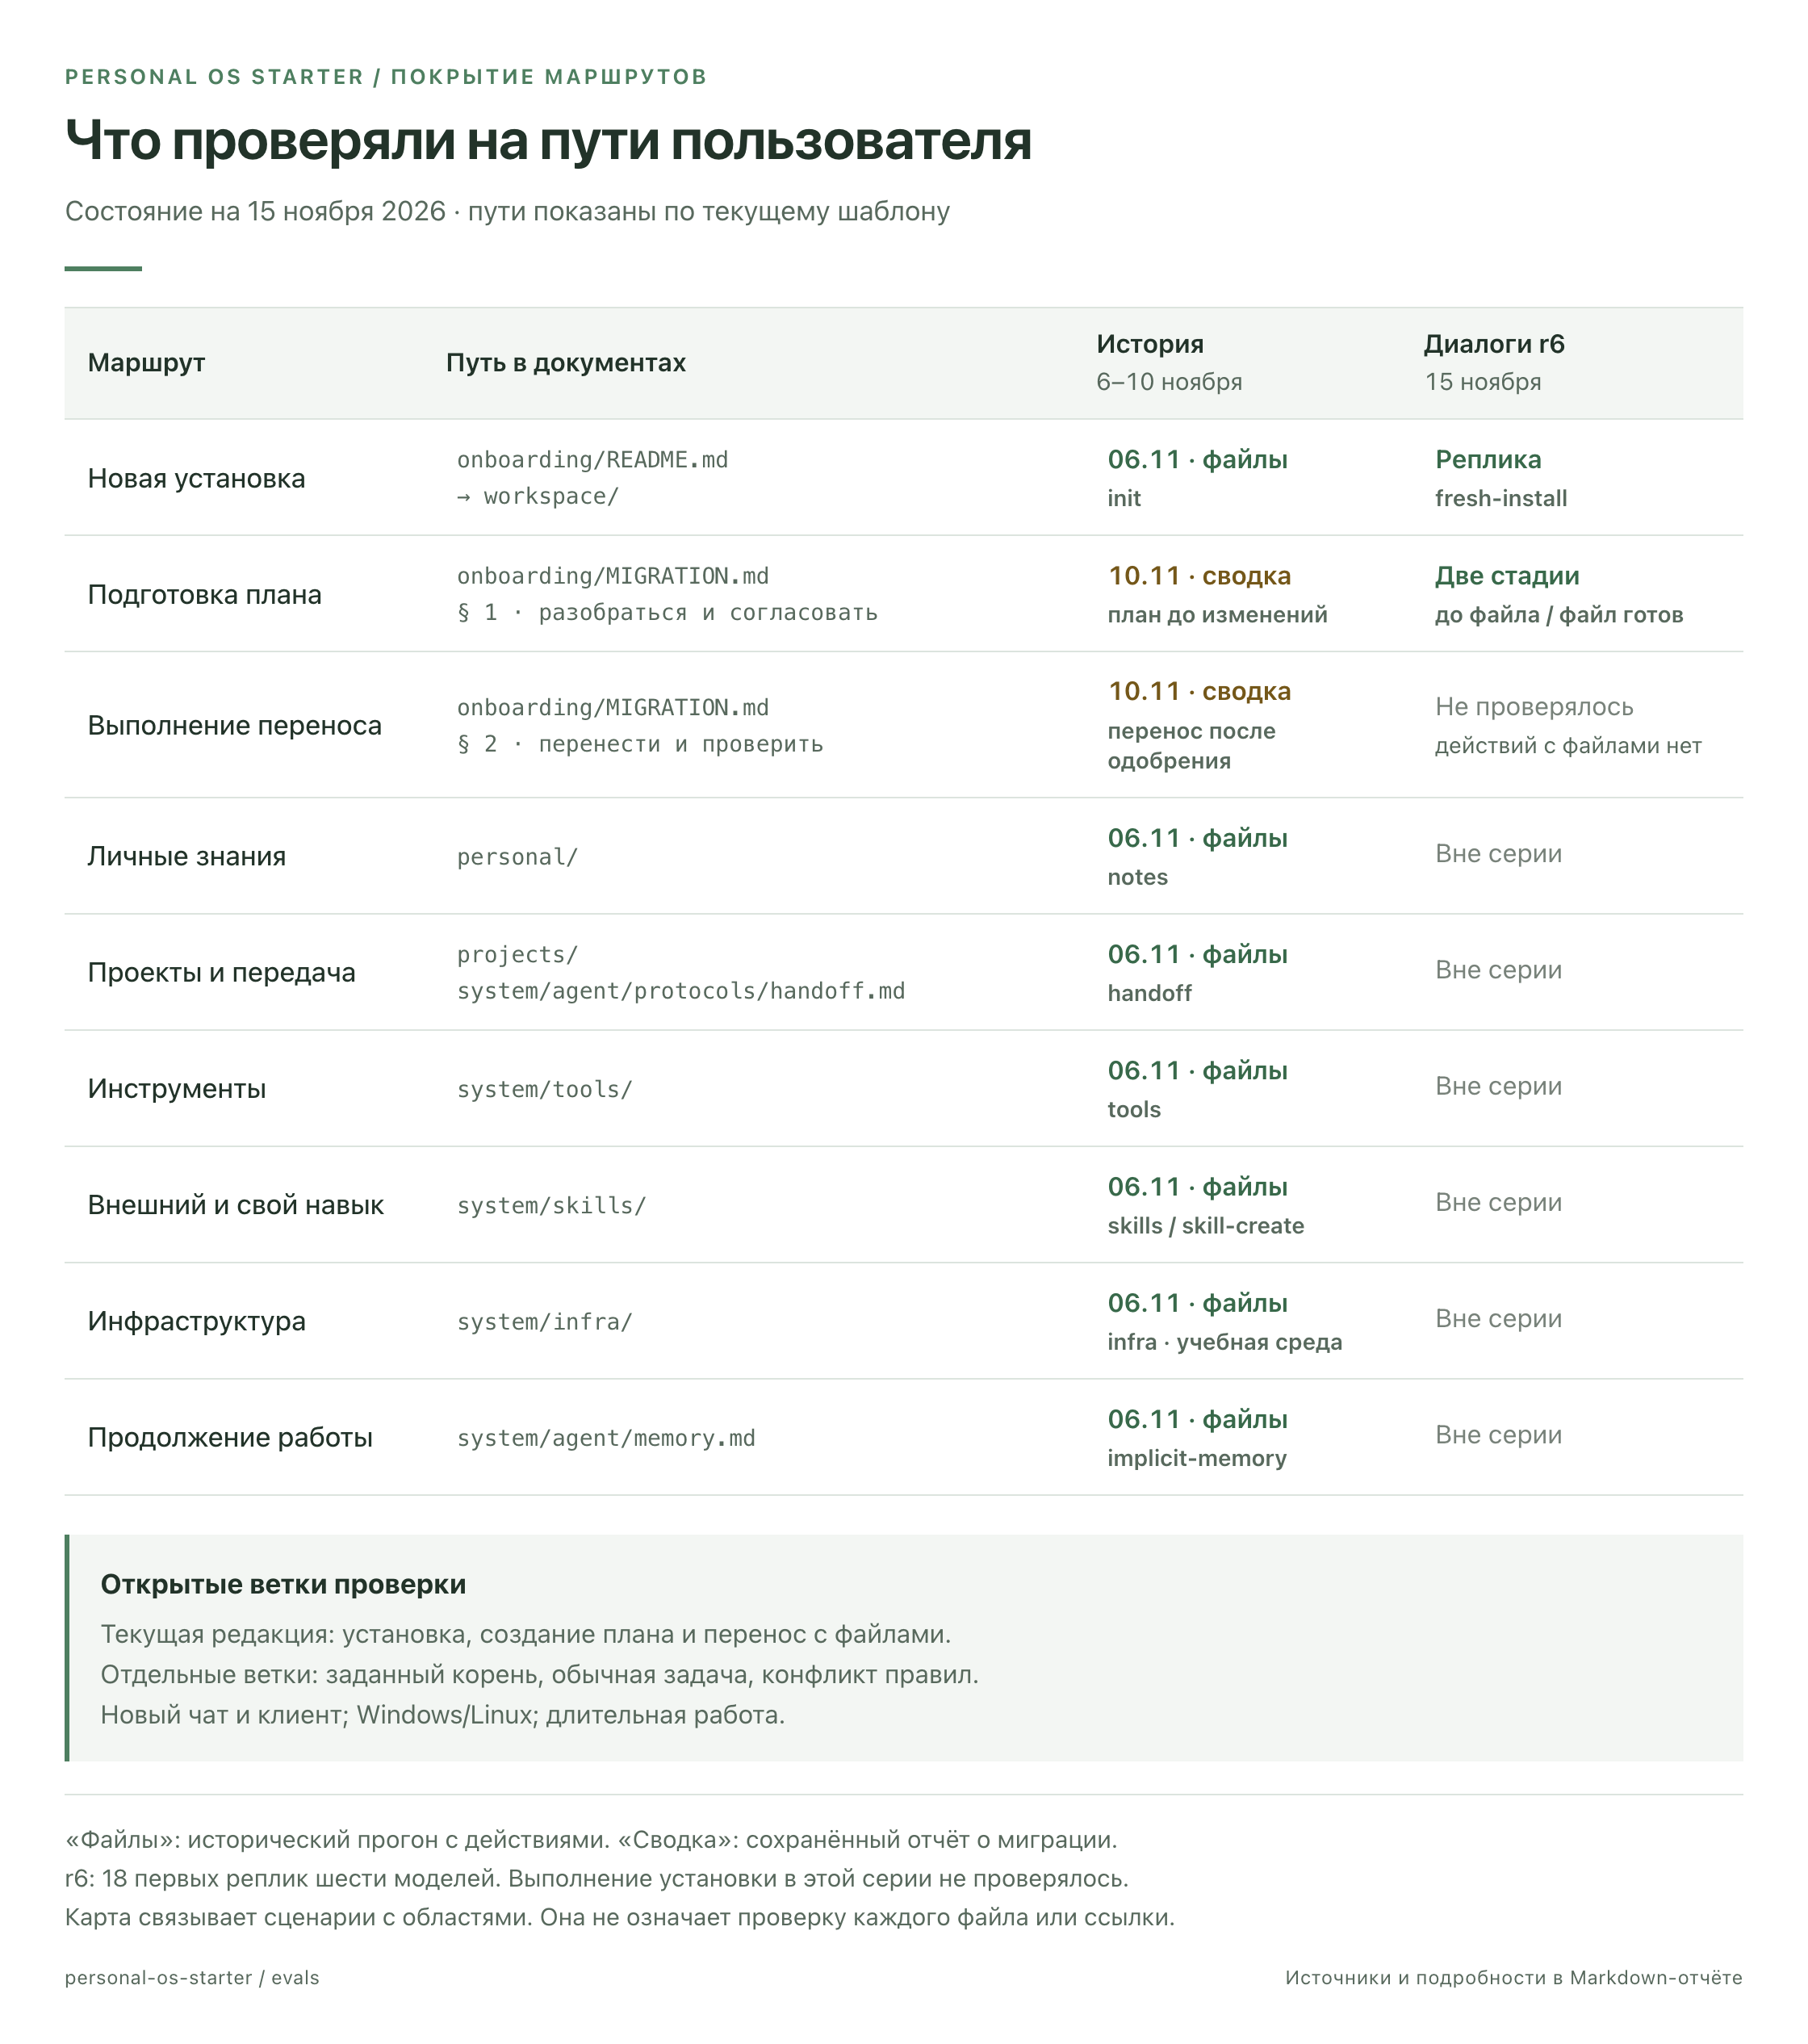 PERSONAL OS STARTER / ПОКРЫТИЕ МАРШРУТОВ
Что проверяли на пути пользователя
Состояние на 15 ноября 2026 · пути показаны по текущему шаблону
Маршрут
Путь в документах
История
6–10 ноября
Диалоги r6
15 ноября
Новая установка
onboarding/README.md
→ workspace/
06.11 · файлы
init
Реплика
fresh-install
Подготовка плана
onboarding/MIGRATION.md
§ 1 · разобраться и согласовать
10.11 · сводка
план до изменений
Две стадии
до файла / файл готов
Выполнение переноса
onboarding/MIGRATION.md
§ 2 · перенести и проверить
10.11 · сводка
перенос после
одобрения
Не проверялось
действий с файлами нет
Личные знания
personal/
06.11 · файлы
notes
Вне серии
Проекты и передача
projects/
system/agent/protocols/handoff.md
06.11 · файлы
handoff
Вне серии
Инструменты
system/tools/
06.11 · файлы
tools
Вне серии
Внешний и свой навык
system/skills/
06.11 · файлы
skills / skill-create
Вне серии
Инфраструктура
system/infra/
06.11 · файлы
infra · учебная среда
Вне серии
Продолжение работы
system/agent/memory.md
06.11 · файлы
implicit-memory
Вне серии
Открытые ветки проверки
Текущая редакция: установка, создание плана и перенос с файлами.
Отдельные ветки: заданный корень, обычная задача, конфликт правил.
Новый чат и клиент; Windows/Linux; длительная работа.
«Файлы»: исторический прогон с действиями. «Сводка»: сохранённый отчёт о миграции.
r6: 18 первых реплик шести моделей. Выполнение установки в этой серии не проверялось.
Карта связывает сценарии с областями. Она не означает проверку каждого файла или ссылки.
personal-os-starter / evals
Источники и подробности в Markdown-отчёте